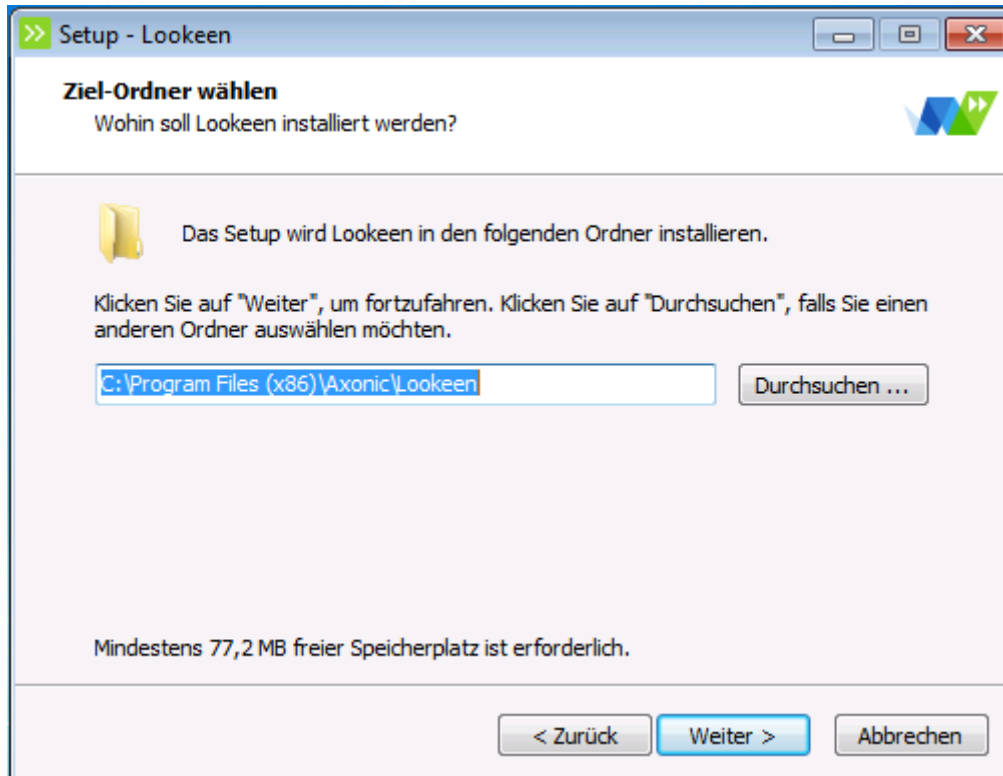 Setup - Lookeen
Ziel-Ordner wählen
Wohin soll Lookeen installiert werden?
Das Setup wird Lookeen in den folgenden Ordner installieren.
Klicken Sie auf "Weiter", um fortzufahren. Klicken Sie auf "Durchsuchen", falls Sie einen
anderen Ordner auswählen möchten.
C:\Program Files (x86)\Axonic\Lookeen
Durchsuchen ...
Mindestens 77,2 MB freier Speicherplatz ist erforderlich.
< Zurück
Weiter >
Abbrechen